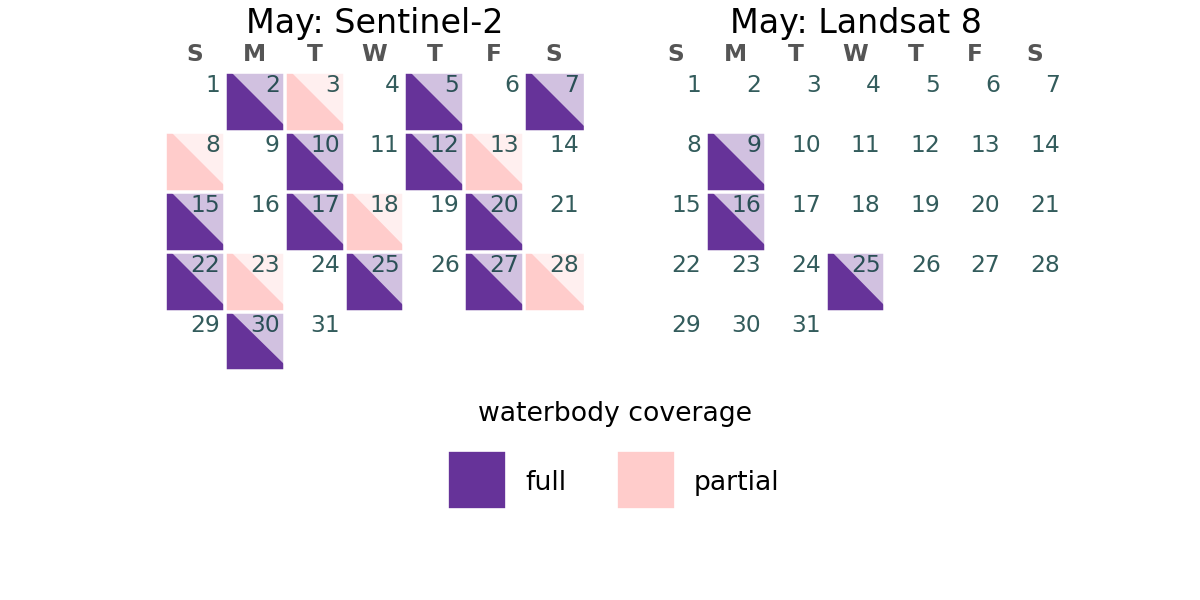 May: Sentinel-2
S M T W T F S
1 2 3 4 5 6 7
8 9 10 11 12 13 14
15 16 17 18 19 20 21
22 23 24 25 26 27 28
29 30 31
May: Landsat 8
S M T W T F S
1 2 3 4 5 6 7
8 9 10 11 12 13 14
15 16 17 18 19 20 21
22 23 24 25 26 27 28
29 30 31
waterbody coverage
full
partial